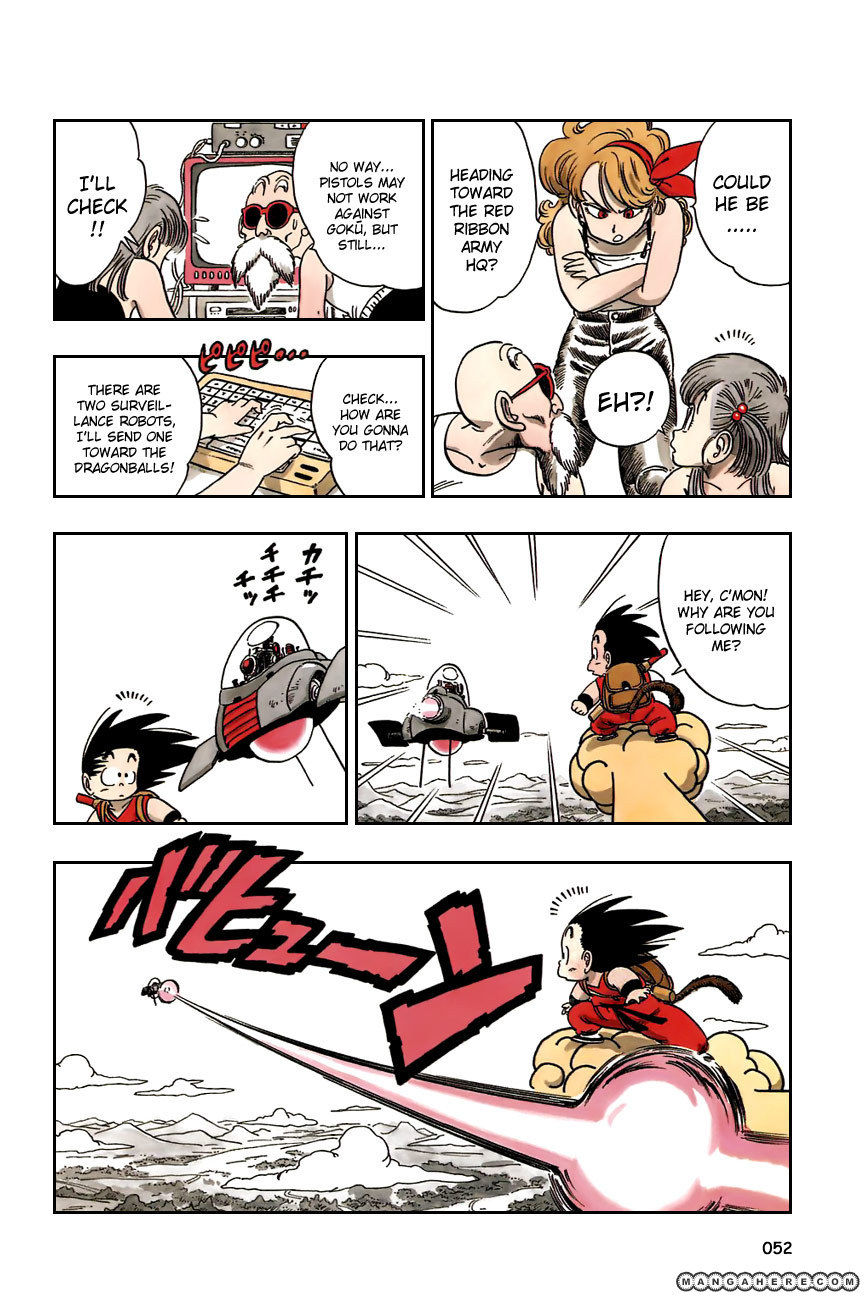 COULD
HE BE
.....
HEADING
TOWARD
THE RED
RIBBON
ARMY
HQ?
EH?!
NO WAY...
PISTOLS MAY
NOT WORK
AGAINST
GOKŪ, BUT
STILL...
I'LL
CHECK
!!
ピピピ...
CHECK...
HOW ARE
YOU GONNA
DO THAT?
THERE ARE
TWO SURVEIL-
LANCE ROBOTS,
I'LL SEND ONE
TOWARD THE
DRAGONBALLS!
HEY, C'MON!
WHY ARE YOU
FOLLOWING
ME?
カチッ
チチチ
チッ
バビューン
052
MANGAHERE.COM